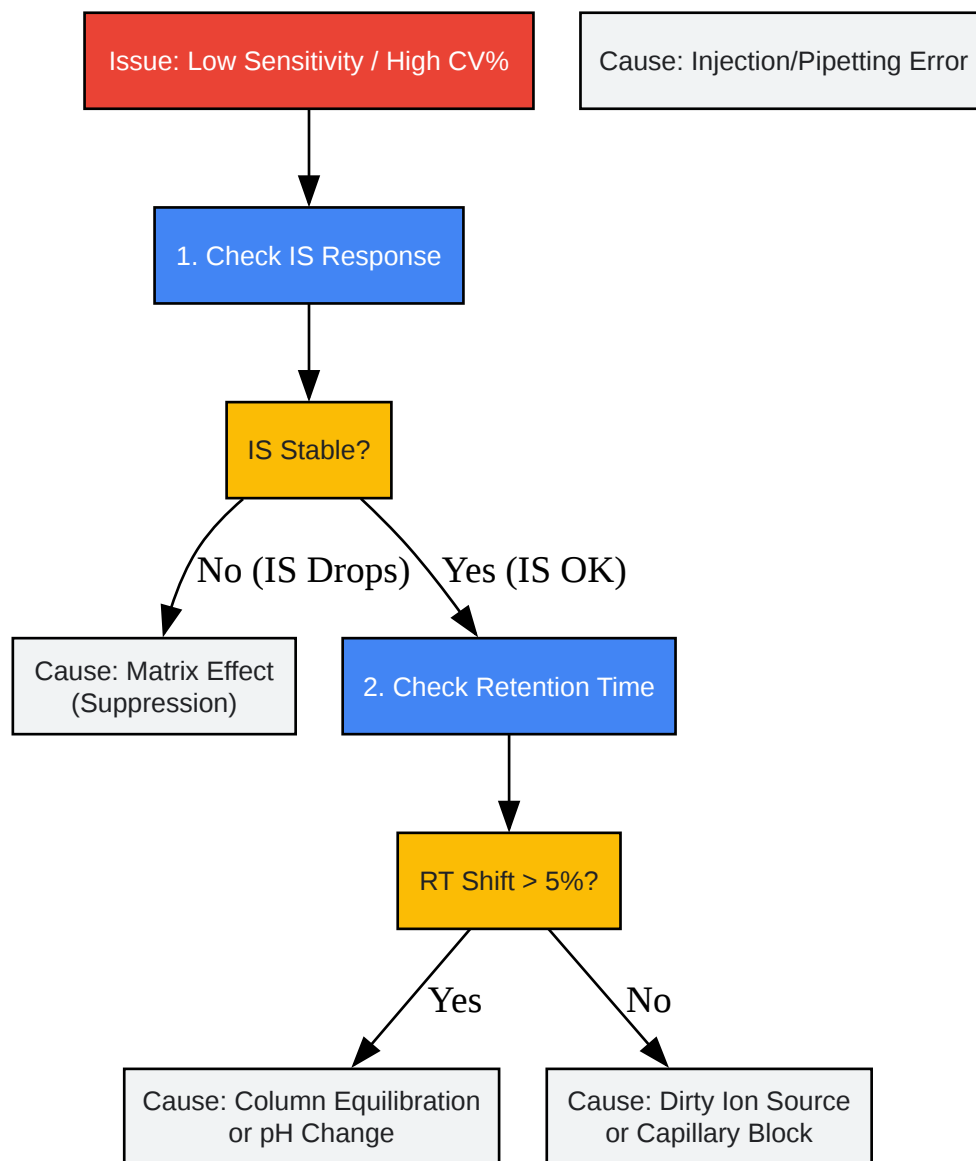 Issue: Low Sensitivity / High CV%
Cause: Injection/Pipetting Error
1. Check IS Response
IS Stable?
No (IS Drops)
Yes (IS OK)
Cause: Matrix Effect
(Suppression)
2. Check Retention Time
RT Shift > 5%?
Yes
No
Cause: Column Equilibration
or pH Change
Cause: Dirty Ion Source
or Capillary Block